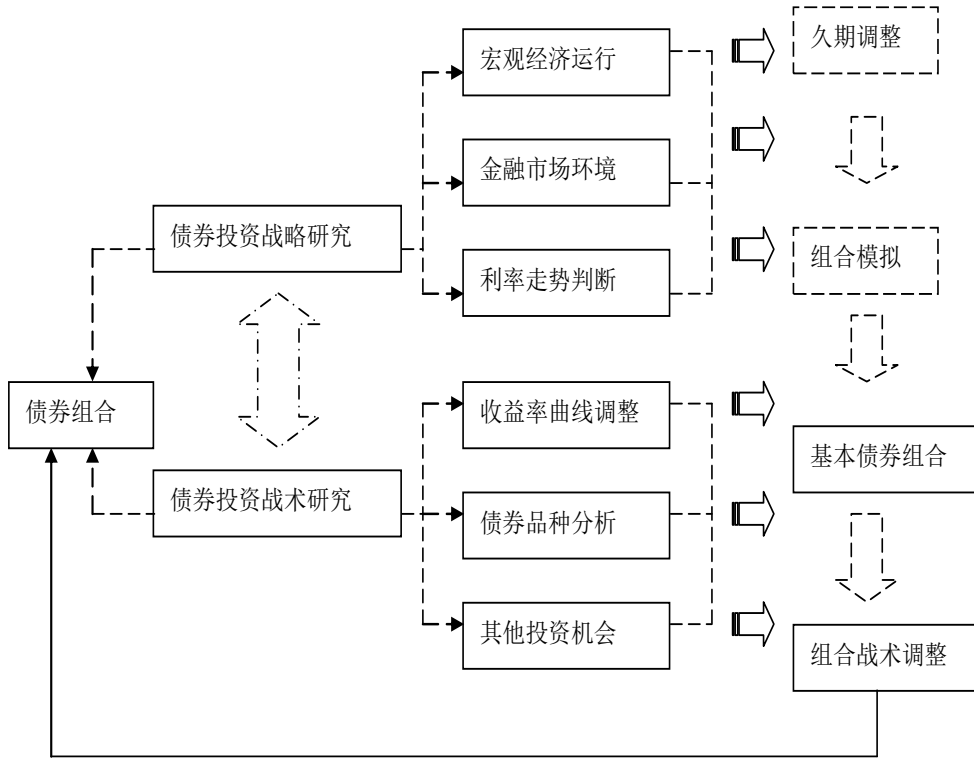 宏观经济运行
久期调整
金融市场环境
债券投资战略研究
组合模拟
利率走势判断
债券组合
收益率曲线调整
基本债券组合
债券投资战术研究
债券品种分析
其他投资机会
组合战术调整